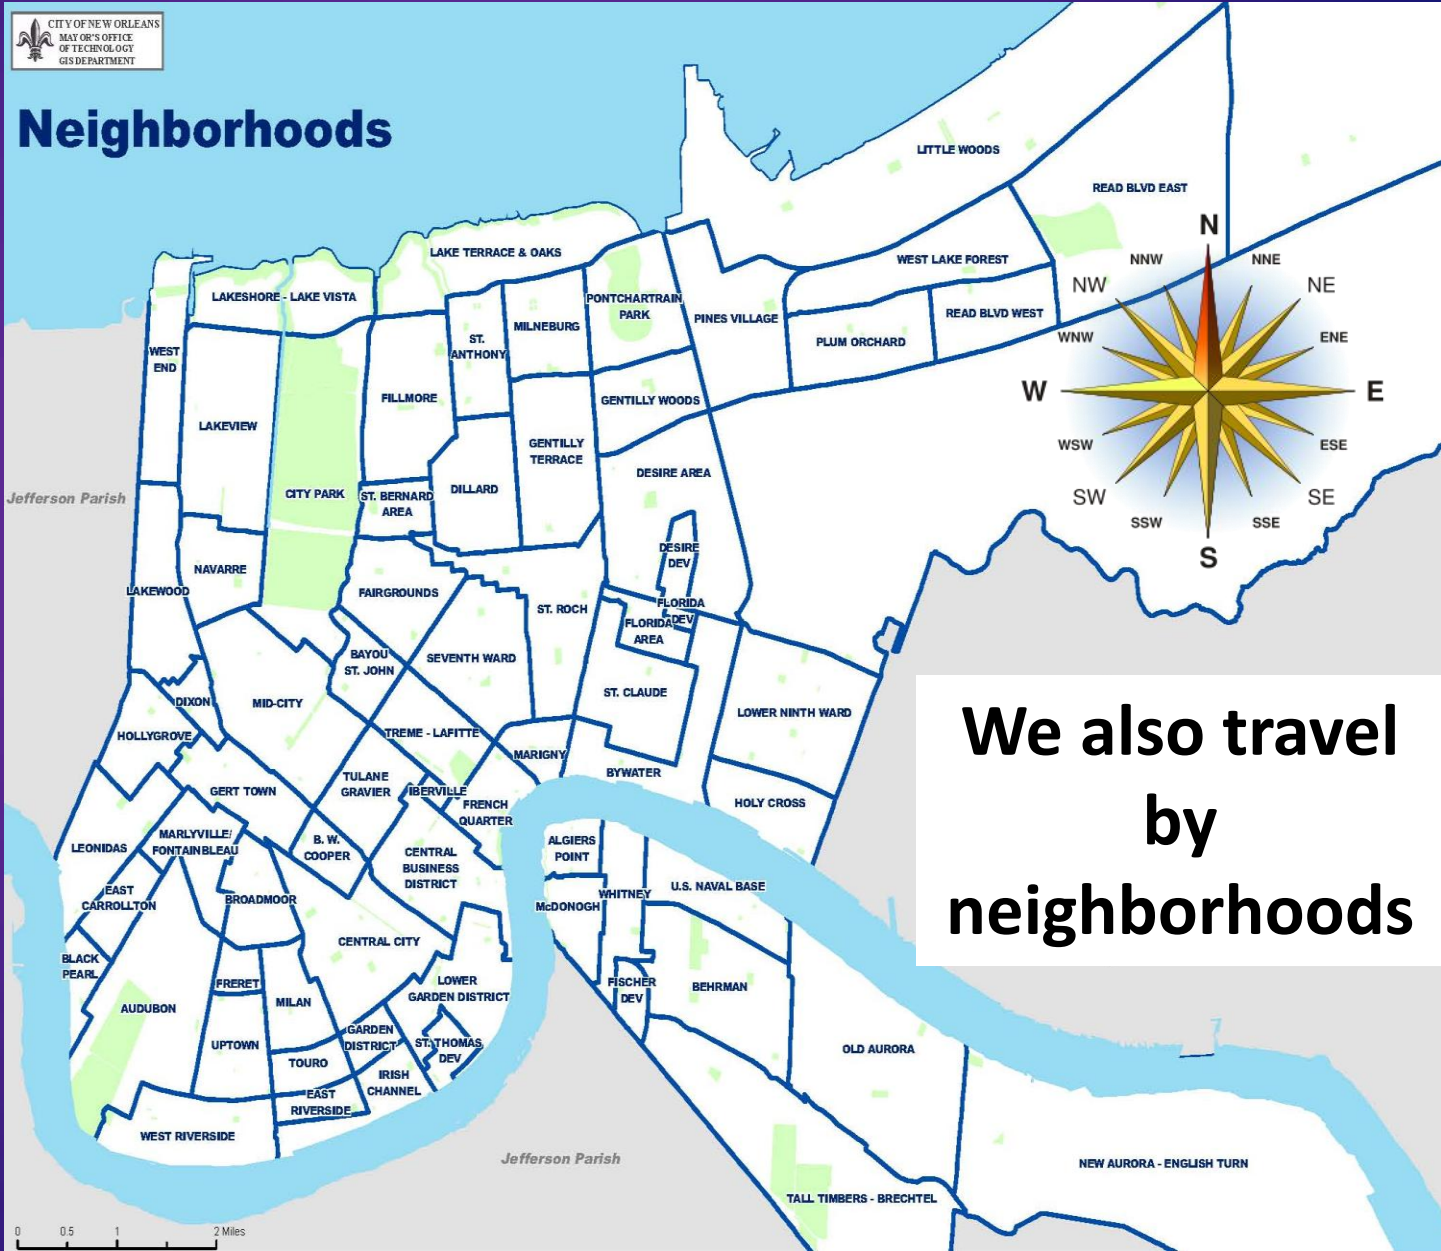 CITY OF NEW ORLEANS
MAYOR'S OFFICE
OF TECHNOLOGY
GIS DEPARTMENT
Neighborhoods
LITTLE WOODS
READ BLVD EAST
LAKE TERRACE & OAKS
WEST LAKE FOREST
LAKESHORE - LAKE VISTA
PONTCHARTRAIN
PARK
MILNEBURG
PINES VILLAGE
READ BLVD WEST
PLUM ORCHARD
ST.
ANTHONY
WEST
END
FILLMORE
GENTILLY WOODS
LAKEVIEW
GENTILLY
TERRACE
DESIRE AREA
CITY PARK
ST. BERNARD
AREA
DILLARD
Jefferson Parish
DESIRE
DEV
NAVARRE
LAKEWOOD
FAIRGROUNDS
ST. ROCH
FLORIDA
DEV
FLORIDA
AREA
BAYOU
ST. JOHN
SEVENTH WARD
ST. CLAUDE
DIXON
MID-CITY
LOWER NINTH WARD
HOLLYGROVE
TREME - LAFITTE
MARIGNY
BYWATER
TULANE
GRAVIER
IBERVILLE
GERT TOWN
FRENCH
QUARTER
HOLY CROSS
LEONIDAS
MARLYVILLE/
FONTAINBLEAU
B. W.
COOPER
CENTRAL
BUSINESS
DISTRICT
ALGIERS
POINT
EAST
CARROLLTON
BROADMOOR
WHITNEY
U.S. NAVAL BASE
McDONOGH
CENTRAL CITY
BLACK
PEARL
FRERET
MILAN
LOWER
GARDEN DISTRICT
FISCHER
DEV
BEHRMAN
AUDUBON
UPTOWN
GARDEN
DISTRICT
ST. THOMAS
DEV
OLD AURORA
TOURO
IRISH
CHANNEL
EAST
RIVERSIDE
WEST RIVERSIDE
Jefferson Parish
NEW AURORA - ENGLISH TURN
TALL TIMBERS - BRECHTEL
0 0.5 1 2 Miles
N
NNW
NNE
NW
NE
WNW
ENE
W
E
WSW
ESE
SW
SE
SSW
SSE
S
We also travel
by
neighborhoods